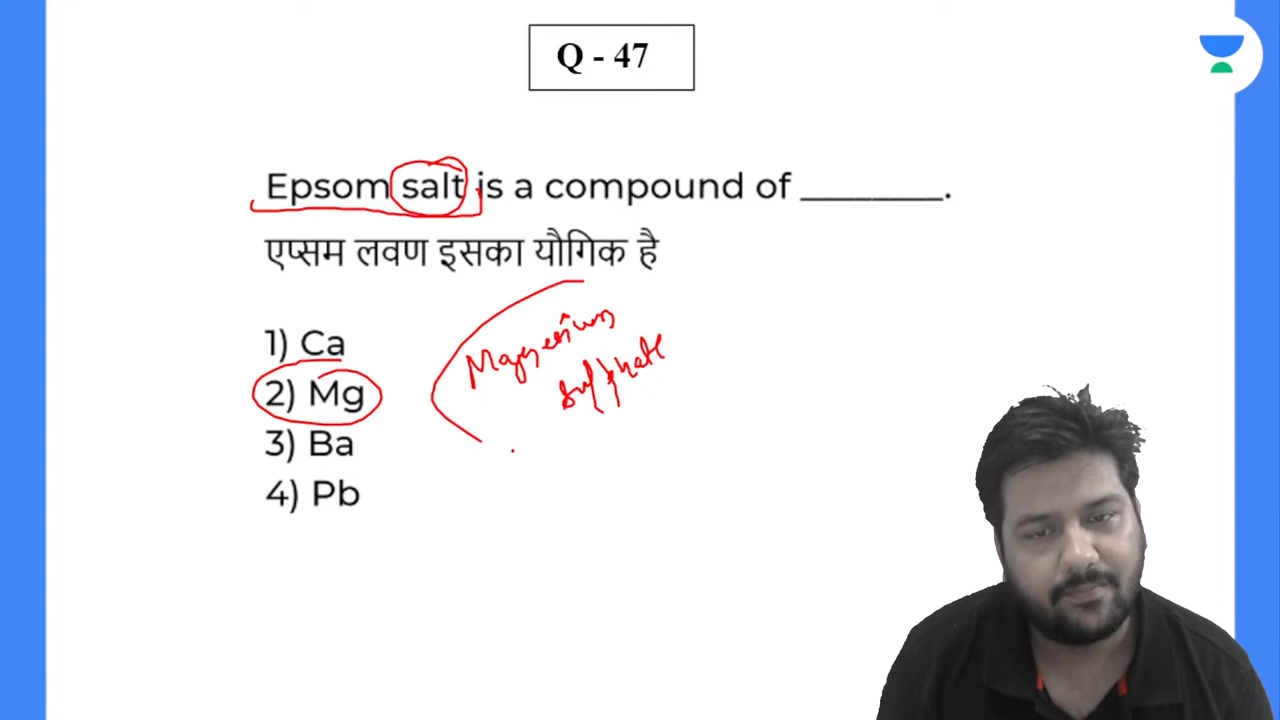 Q - 47
Epsom salt is a compound of ________.
एप्सम लवण इसका यौगिक है
1) Ca
2) Mg
3) Ba
4) Pb
Magnesium
sulphate